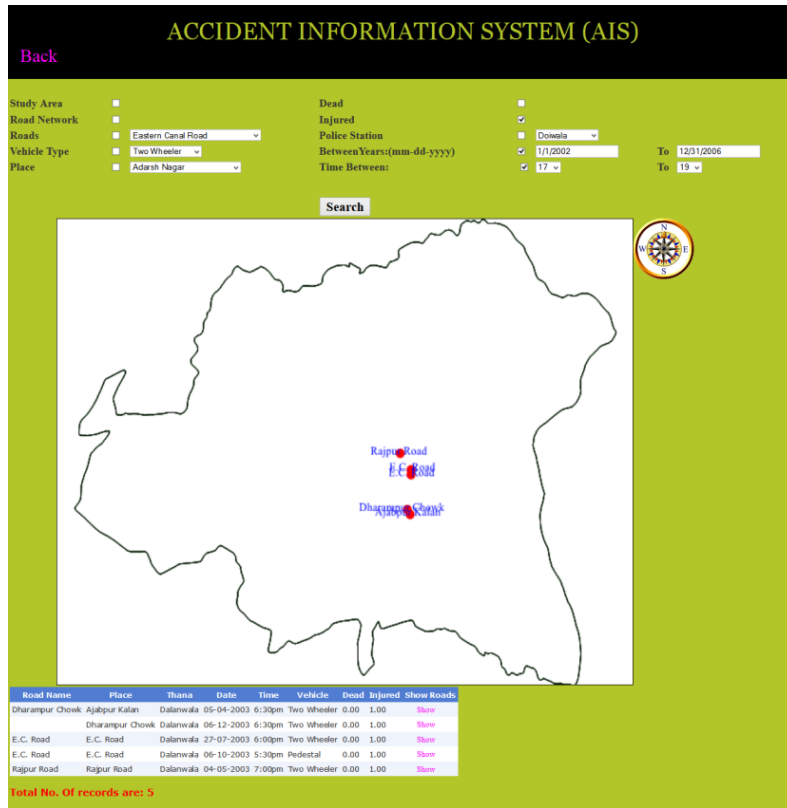 ACCIDENT INFORMATION SYSTEM (AIS)
Back
Study Area Dead
Road Network Injured
Roads Eastern Canal Road Police Station Doiwala
Vehicle Type Two Wheeler BetweenYears:(mm-dd-yyyy) 1/1/2002 To 12/31/2006
Place Adarsh Nagar Time Between: 17 To 19
Search
N
W E
S
Rajpur Road
E.C. Road
E.C. Road
Dharampur Chowk
Ajabpur Kalan
Road Name Place Thana Date Time Vehicle Dead Injured Show Roads
Dharampur Chowk Ajabpur Kalan Dalanwala 05-04-2003 6:30pm Two Wheeler 0.00 1.00 Show
Dharampur Chowk Dalanwala 06-12-2003 6:30pm Two Wheeler 0.00 1.00 Show
E.C. Road E.C. Road Dalanwala 27-07-2003 6:00pm Two Wheeler 0.00 1.00 Show
E.C. Road E.C. Road Dalanwala 06-10-2003 5:30pm Pedestal 0.00 1.00 Show
Rajpur Road Rajpur Road Dalanwala 04-05-2003 7:00pm Two Wheeler 0.00 1.00 Show
Total No. Of records are: 5